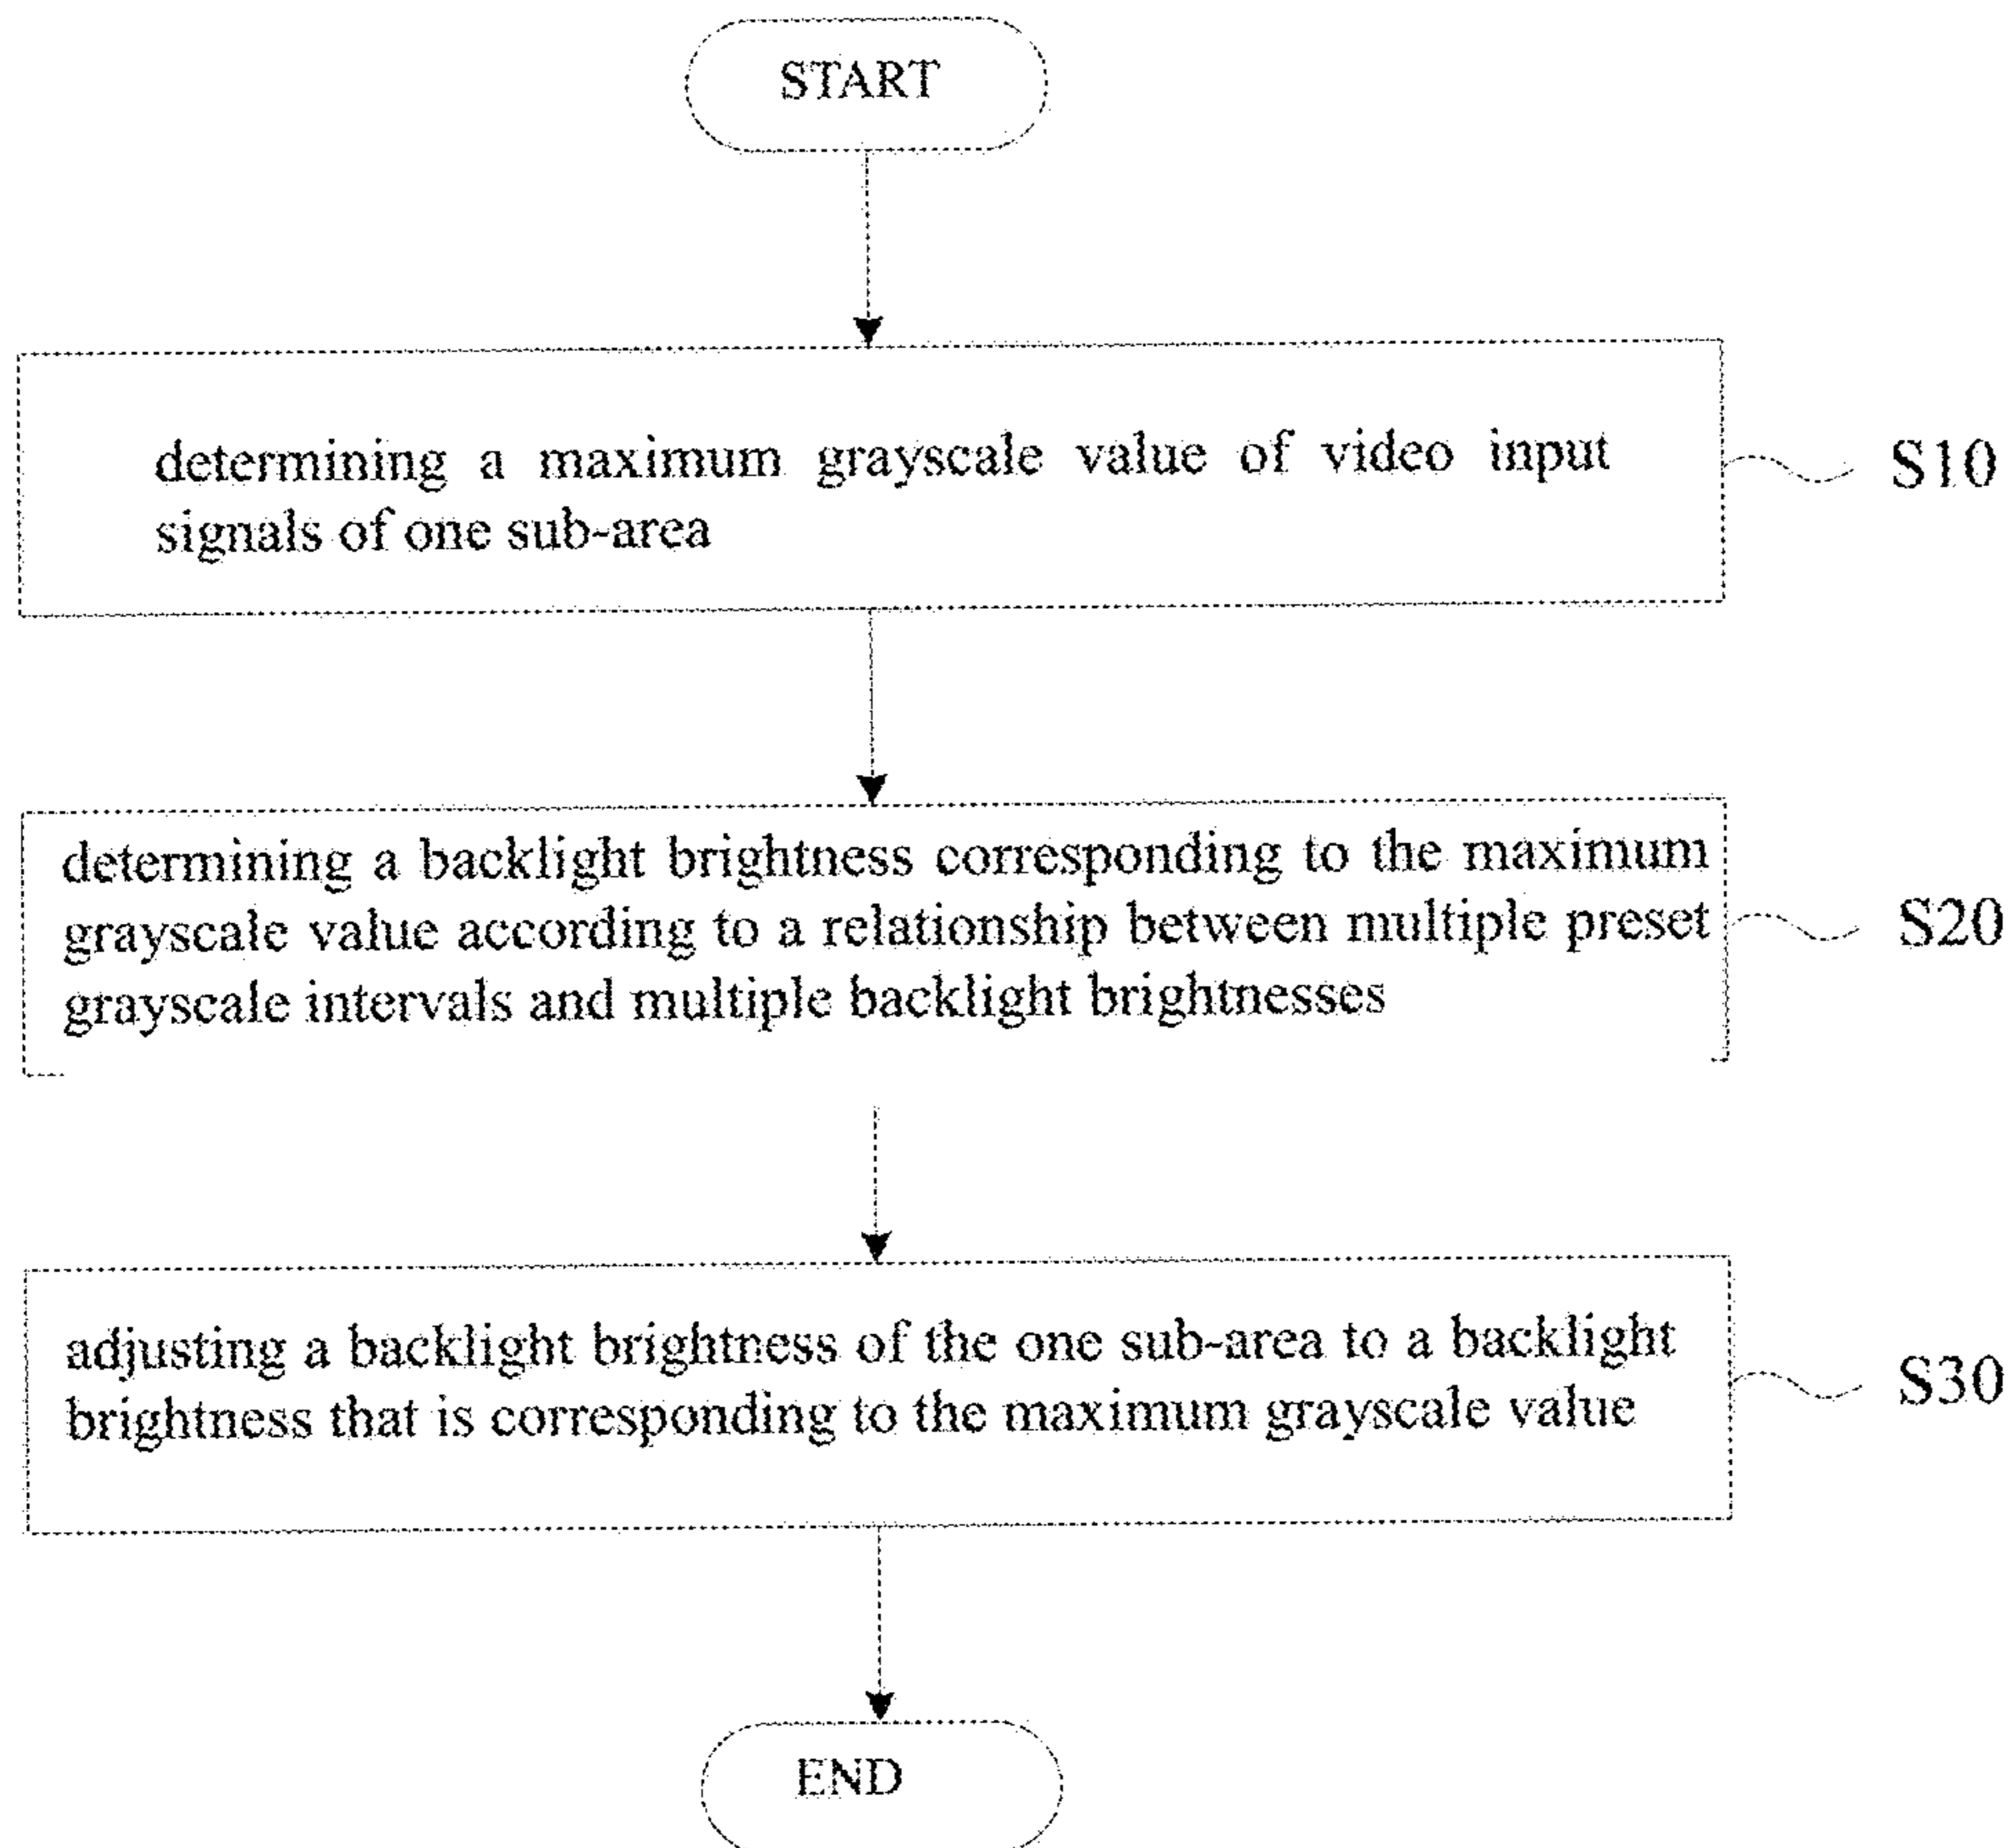 START
determining a maximum grayscale value of video input
signals of one sub-area
S10
determining a backlight brightness corresponding to the maximum
grayscale value according to a relationship between multiple preset
grayscale intervals and multiple backlight brightnesses
S20
adjusting a backlight brightness of the one sub-area to a backlight
brightness that is corresponding to the maximum grayscale value
S30
END